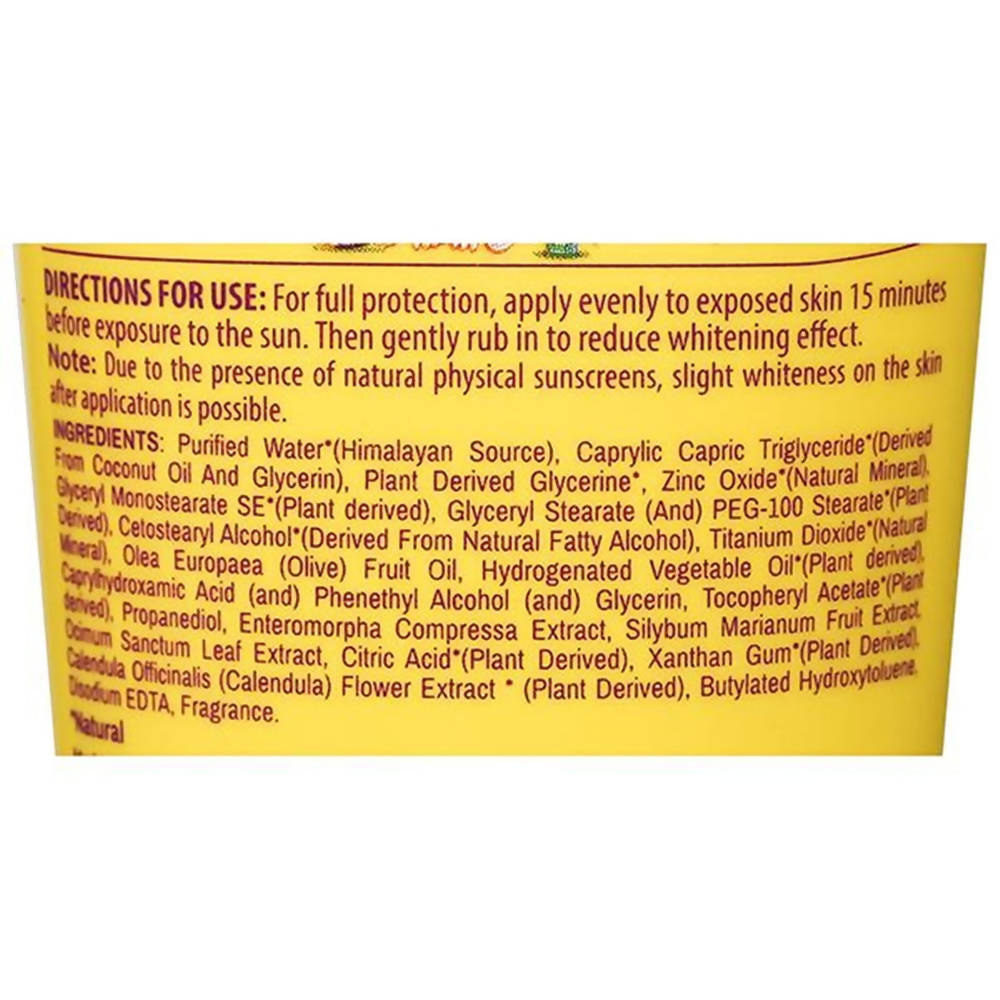 DIRECTIONS FOR USE: For full protection, apply evenly to exposed skin 15 minutes
before exposure to the sun. Then gently rub in to reduce whitening effect.
Note: Due to the presence of natural physical sunscreens, slight whiteness on the skin
after application is possible.
INGREDIENTS: Purified Water*(Himalayan Source), Caprylic Capric Triglyceride*(Derived
From Coconut Oil And Glycerin), Plant Derived Glycerine*, Zinc Oxide*(Natural Mineral),
Glyceryl Monostearate SE*(Plant derived), Glyceryl Stearate (And) PEG-100 Stearate*(Plant
Derived), Cetostearyl Alcohol*(Derived From Natural Fatty Alcohol), Titanium Dioxide*(Natural
Mineral), Olea Europaea (Olive) Fruit Oil, Hydrogenated Vegetable Oil*(Plant derived),
Caprylhydroxamic Acid (and) Phenethyl Alcohol (and) Glycerin, Tocopheryl Acetate*(Plant
derived), Propanediol, Enteromorpha Compressa Extract, Silybum Marianum Fruit Extract,
Ocimum Sanctum Leaf Extract, Citric Acid*(Plant Derived), Xanthan Gum*(Plant Derived),
Calendula Officinalis (Calendula) Flower Extract * (Plant Derived), Butylated Hydroxytoluene,
Disodium EDTA, Fragrance.
*Natural